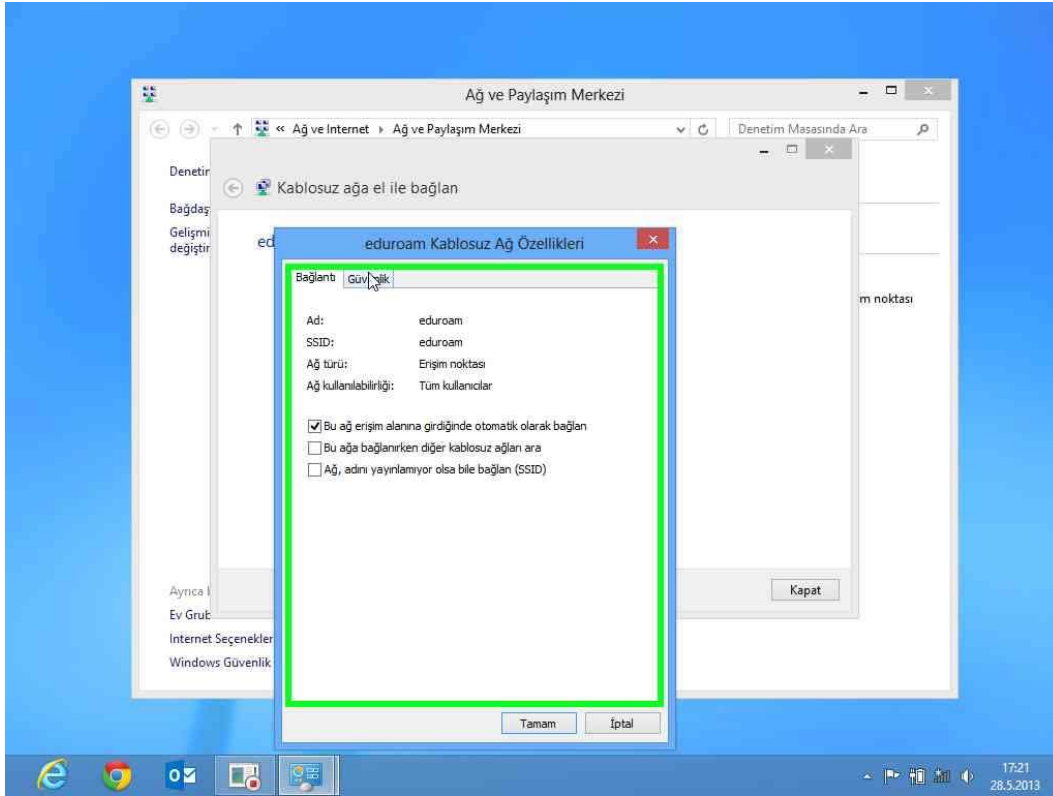 Ağ ve Paylaşım Merkezi
« Ağ ve Internet Ağ ve Paylaşım Merkezi
Denetim Masasında Ara
Kablosuz ağa el ile bağlan
Gelişmi
değiştir
m noktası
eduroam Kablosuz Ağ Özellikleri
Bağlantı
Ad: eduroam
SSID: eduroam
Ağ türü: Erişim noktası
Ağ kullanılabilirliği: Tüm kullanıcılar
Bu ağ erişim alanına girdiğinde otomatik olarak bağlan
Bu ağa bağlanırken diğer kablosuz ağları ara
Ağ, adını yayınlamıyor olsa bile bağlan (SSID)
Kapat
Ayrıca
Ev Grub
Internet Seçenekler
Windows Güvenlik
Tamam İptal
17:21
28.5.2013